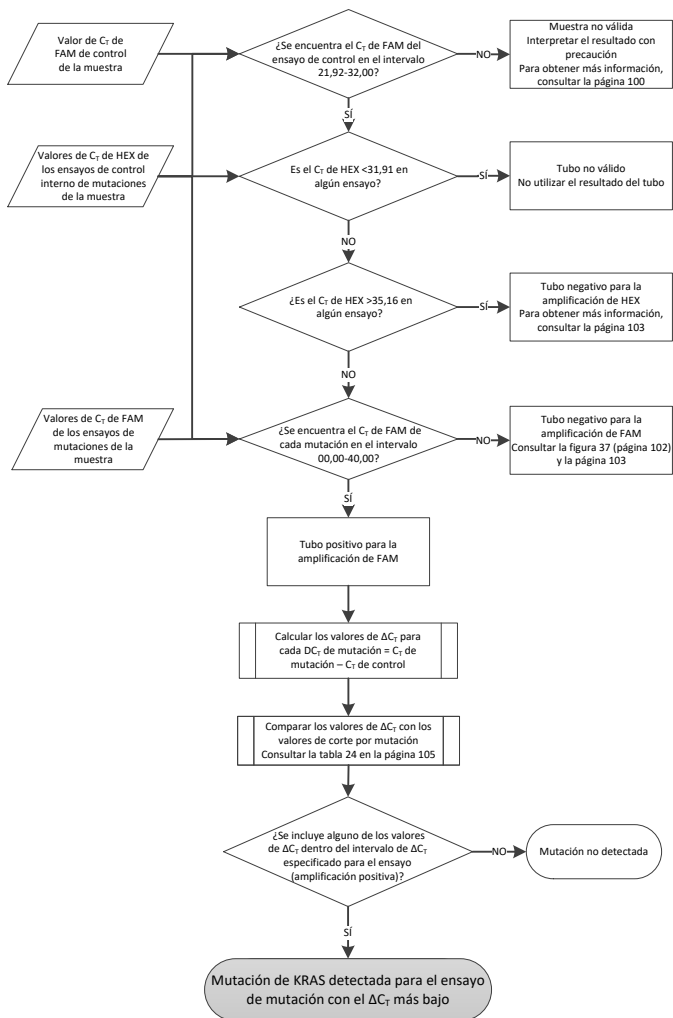 Valor de CT de
FAM de control
de la muestra
¿Se encuentra el CT de FAM del
ensayo de control en el intervalo
21,92-32,00?
NO
Muestra no válida
Interpretar el resultado con
precaución
Para obtener más información,
consultar la página 100
SÍ
Valores de CT de HEX de
los ensayos de control
interno de mutaciones
de la muestra
Es el CT de HEX <31,91 en
algún ensayo?
SÍ
Tubo no válido
No utilizar el resultado del tubo
NO
¿Es el CT de HEX >35,16 en
algún ensayo?
SÍ
Tubo negativo para la
amplificación de HEX
Para obtener más información,
consultar la página 103
NO
Valores de CT de FAM
de los ensayos de
mutaciones de la
muestra
¿Se encuentra el CT de FAM de
cada mutación en el intervalo
00,00-40,00?
NO
Tubo negativo para la
amplificación de FAM
Consultar la figura 37 (página 102)
y la página 103
SÍ
Tubo positivo para la
amplificación de FAM
Calcular los valores de ΔCT para
cada DCT de mutación = CT de
mutación – CT de control
Comparar los valores de ΔCT con los
valores de corte por mutación
Consultar la tabla 24 en la página 105
¿Se incluye alguno de los valores
de ΔCT dentro del intervalo de ΔCT
especificado para el ensayo
(amplificación positiva)?
NO
Mutación no detectada
SÍ
Mutación de KRAS detectada para el ensayo
de mutación con el ΔCT más bajo